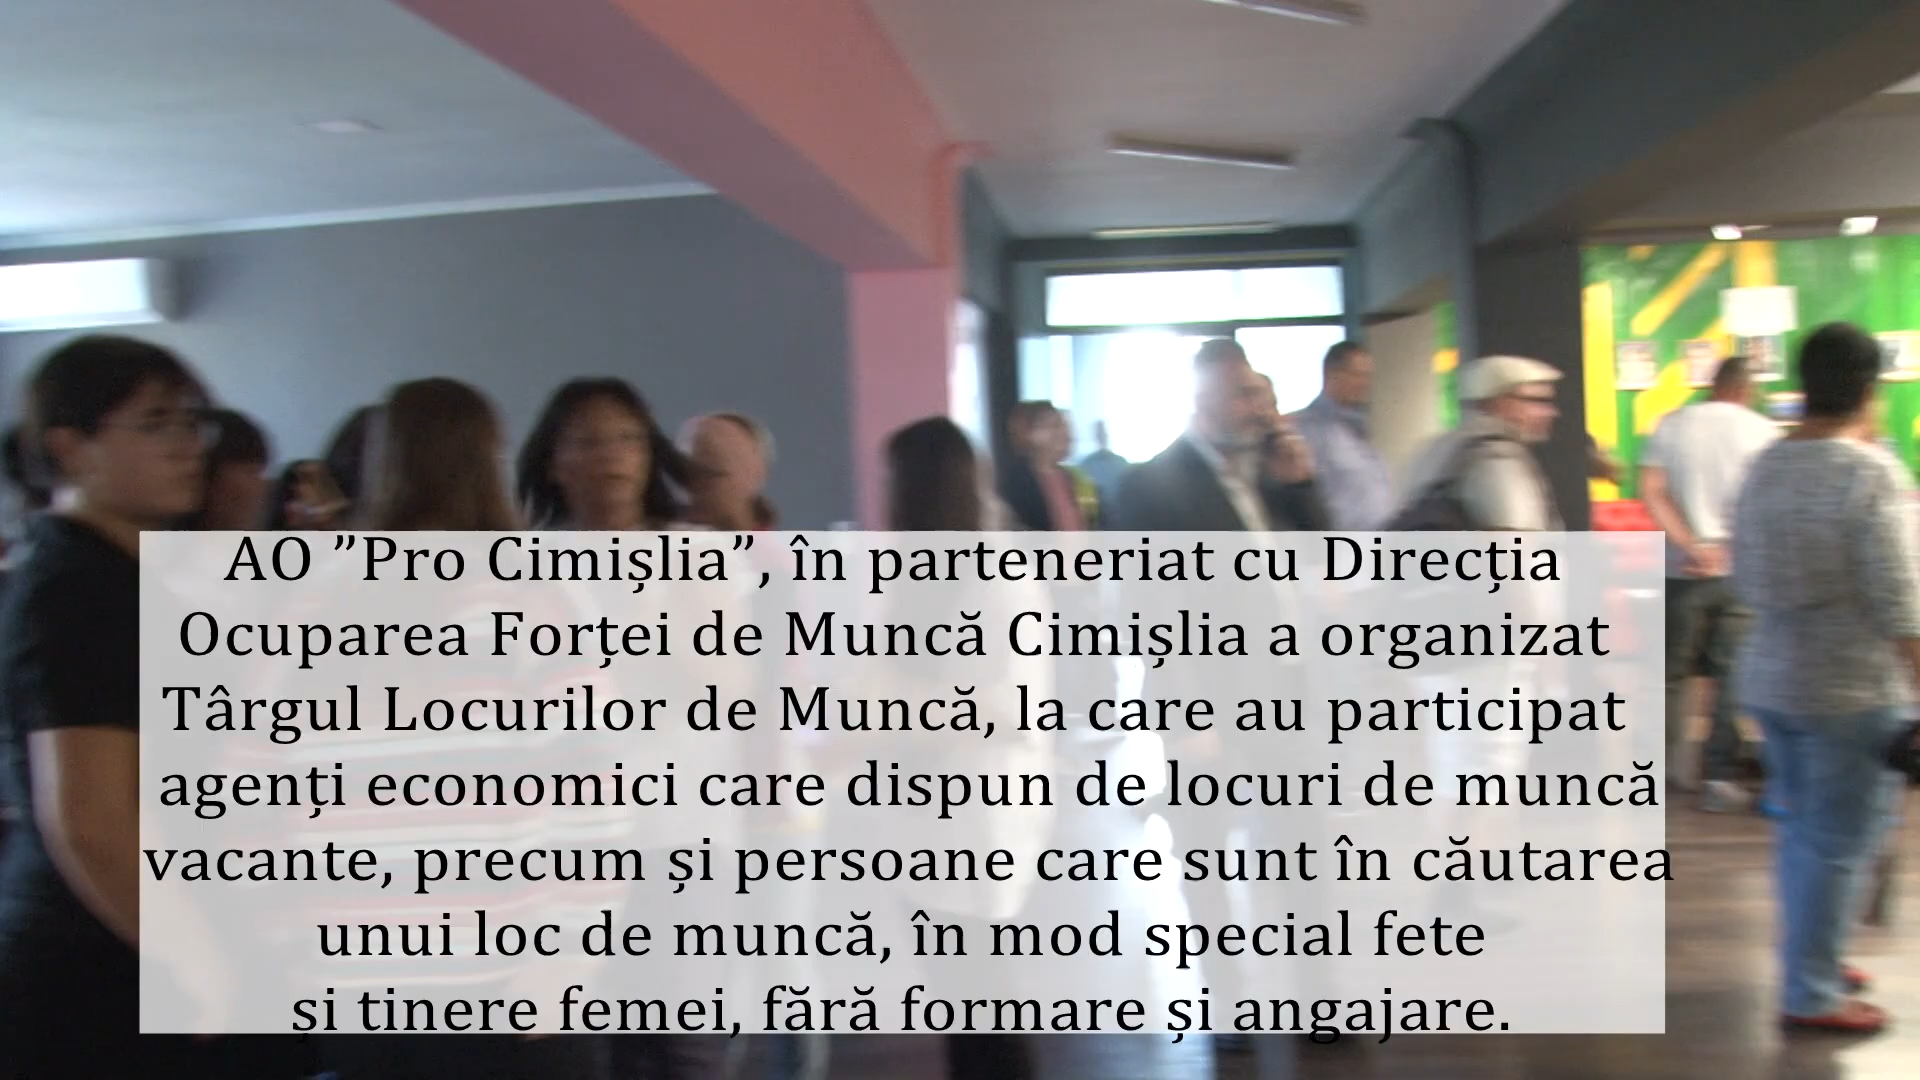 AO ”Pro Cimișlia”, în parteneriat cu Direcția
Ocuparea Forței de Muncă Cimișlia a organizat
Târgul Locurilor de Muncă, la care au participat
agenți economici care dispun de locuri de muncă
vacante, precum și persoane care sunt în căutarea
unui loc de muncă, în mod special fete
și tinere femei, fără formare și angajare.